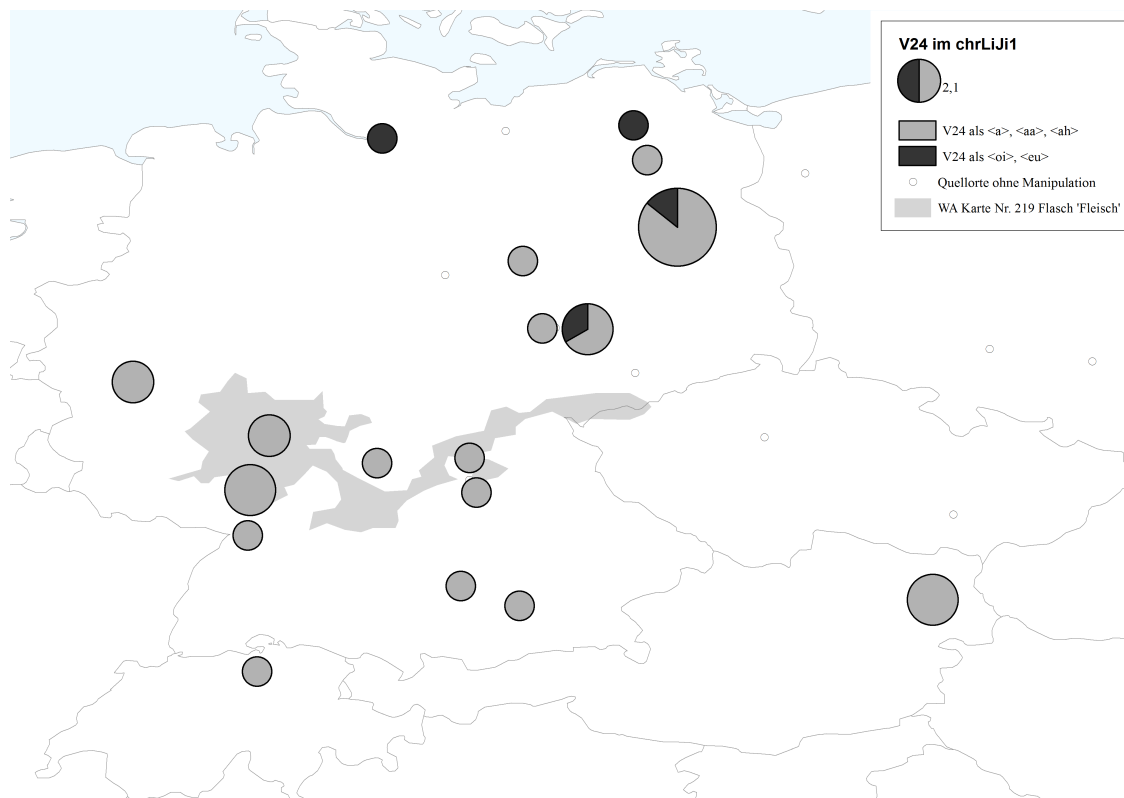 V24 im chrLiJi1
2,1
V24 als <a>, <aa>, <ah>
V24 als <oi>, <eu>
Quellorte ohne Manipulation
WA Karte Nr. 219 Flasch 'Fleisch'